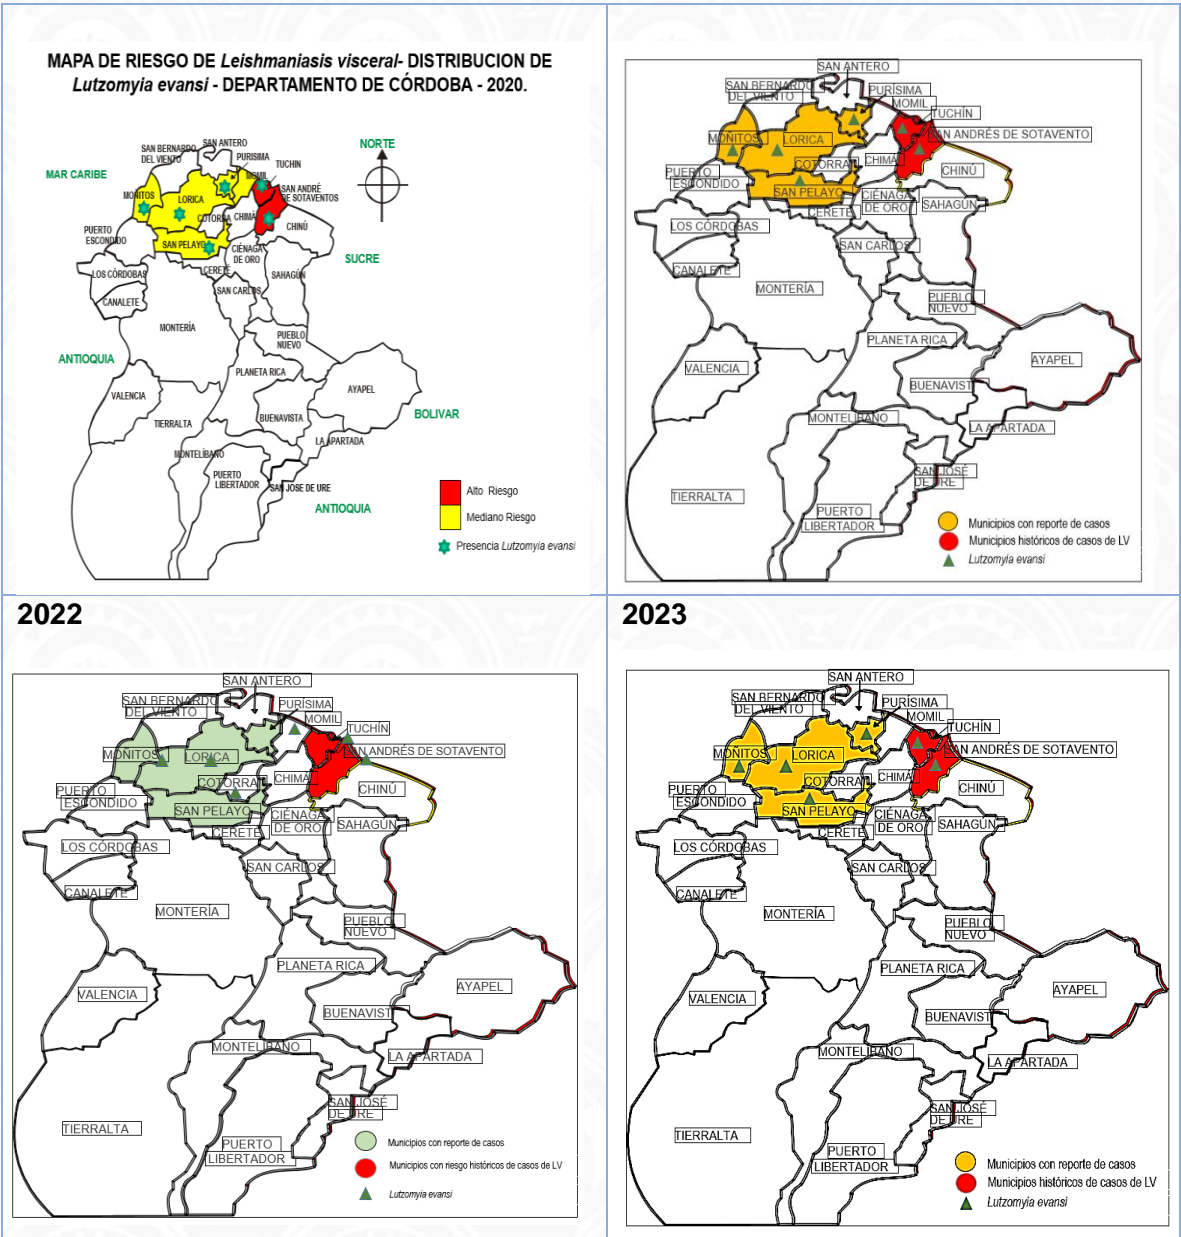 MAPA DE RIESGO DE Leishmaniasis visceral- DISTRIBUCION DE
Lutzomyia evansi - DEPARTAMENTO DE CÓRDOBA - 2020.
NORTE
MAR CARIBE
SAN ANTERO
SAN BERNARDO
DEL VIENTO
PURISIMA
TUCHIN
MOMIL
SAN ANDRÉ
DE SOTAVENTOS
MOÑITOS
LORICA
COTORRA
CHIMÁ
CHINÚ
PUERTO
ESCONDIDO
SAN PELAYO
CIÉNAGA
DE ORO
SUCRE
CERETÉ
LOS CÓRDOBAS
SAHAGÚN
SAN CARLOS
CANALETE
MONTERÍA
PUEBLO
NUEVO
ANTIOQUIA
PLANETA RICA
VALENCIA
AYAPEL
TIERRALTA
BUENAVISTA
BOLIVAR
LA APARTADA
MONTELÍBANO
PUERTO
LIBERTADOR
SAN JOSE DE URE
ANTIOQUIA
Alto Riesgo
Mediano Riesgo
Presencia Lutzomyia evansi
SAN ANTERO
SAN BERNARDO
DEL VIENTO
PURÍSIMA
MOMIL
TUCHÍN
SAN ANDRÉS DE SOTAVENTO
MOÑITOS
LORICA
COTORRA
CHIMÁ
CHINÚ
PUERTO
ESCONDIDO
SAN PELAYO
CIÉNAGA
DE ORO
SAHAGÚN
CERETÉ
LOS CÓRDOBAS
SAN CARLOS
CANALETE
MONTERÍA
PUEBLO
NUEVO
PLANETA RICA
AYAPEL
VALENCIA
BUENAVIST
MONTELÍBANO
LA APARTADA
SAN JOSÉ
DE URE
TIERRALTA
PUERTO
LIBERTADOR
Municipios con reporte de casos
Municipios históricos de casos de LV
Lutzomyia evansi
2022
SAN ANTERO
SAN BERNARDO
DEL VIENTO
PURÍSIMA
MOMIL
TUCHÍN
SAN ANDRÉS DE SOTAVENTO
MOÑITOS
LORICA
COTORRA
CHIMÁ
CHINÚ
PUERTO
ESCONDIDO
SAN PELAYO
CIÉNAGA
DE ORO
SAHAGÚN
CERETÉ
LOS CÓRDOBAS
SAN CARLOS
CANALETE
MONTERÍA
PUEBLO
NUEVO
PLANETA RICA
AYAPEL
VALENCIA
BUENAVIST
MONTELÍBANO
LA APARTADA
SAN JOSÉ
DE URE
TIERRALTA
PUERTO
LIBERTADOR
Municipios con reporte de casos
Municipios con riesgo históricos de casos de LV
Lutzomyia evansi
2023
SAN ANTERO
SAN BERNARDO
DEL VIENTO
PURÍSIMA
MOMIL
TUCHÍN
SAN ANDRÉS DE SOTAVENTO
MOÑITOS
LORICA
COTORRA
CHIMÁ
CHINÚ
PUERTO
ESCONDIDO
SAN PELAYO
CIÉNAGA
DE ORO
SAHAGÚN
CERETÉ
LOS CÓRDOBAS
SAN CARLOS
CANALETE
MONTERÍA
PUEBLO
NUEVO
PLANETA RICA
AYAPEL
VALENCIA
BUENAVIST
MONTELÍBANO
LA APARTADA
SAN JOSÉ
DE URE
TIERRALTA
PUERTO
LIBERTADOR
Municipios con reporte de casos
Municipios históricos de casos de LV
Lutzomyia evansi